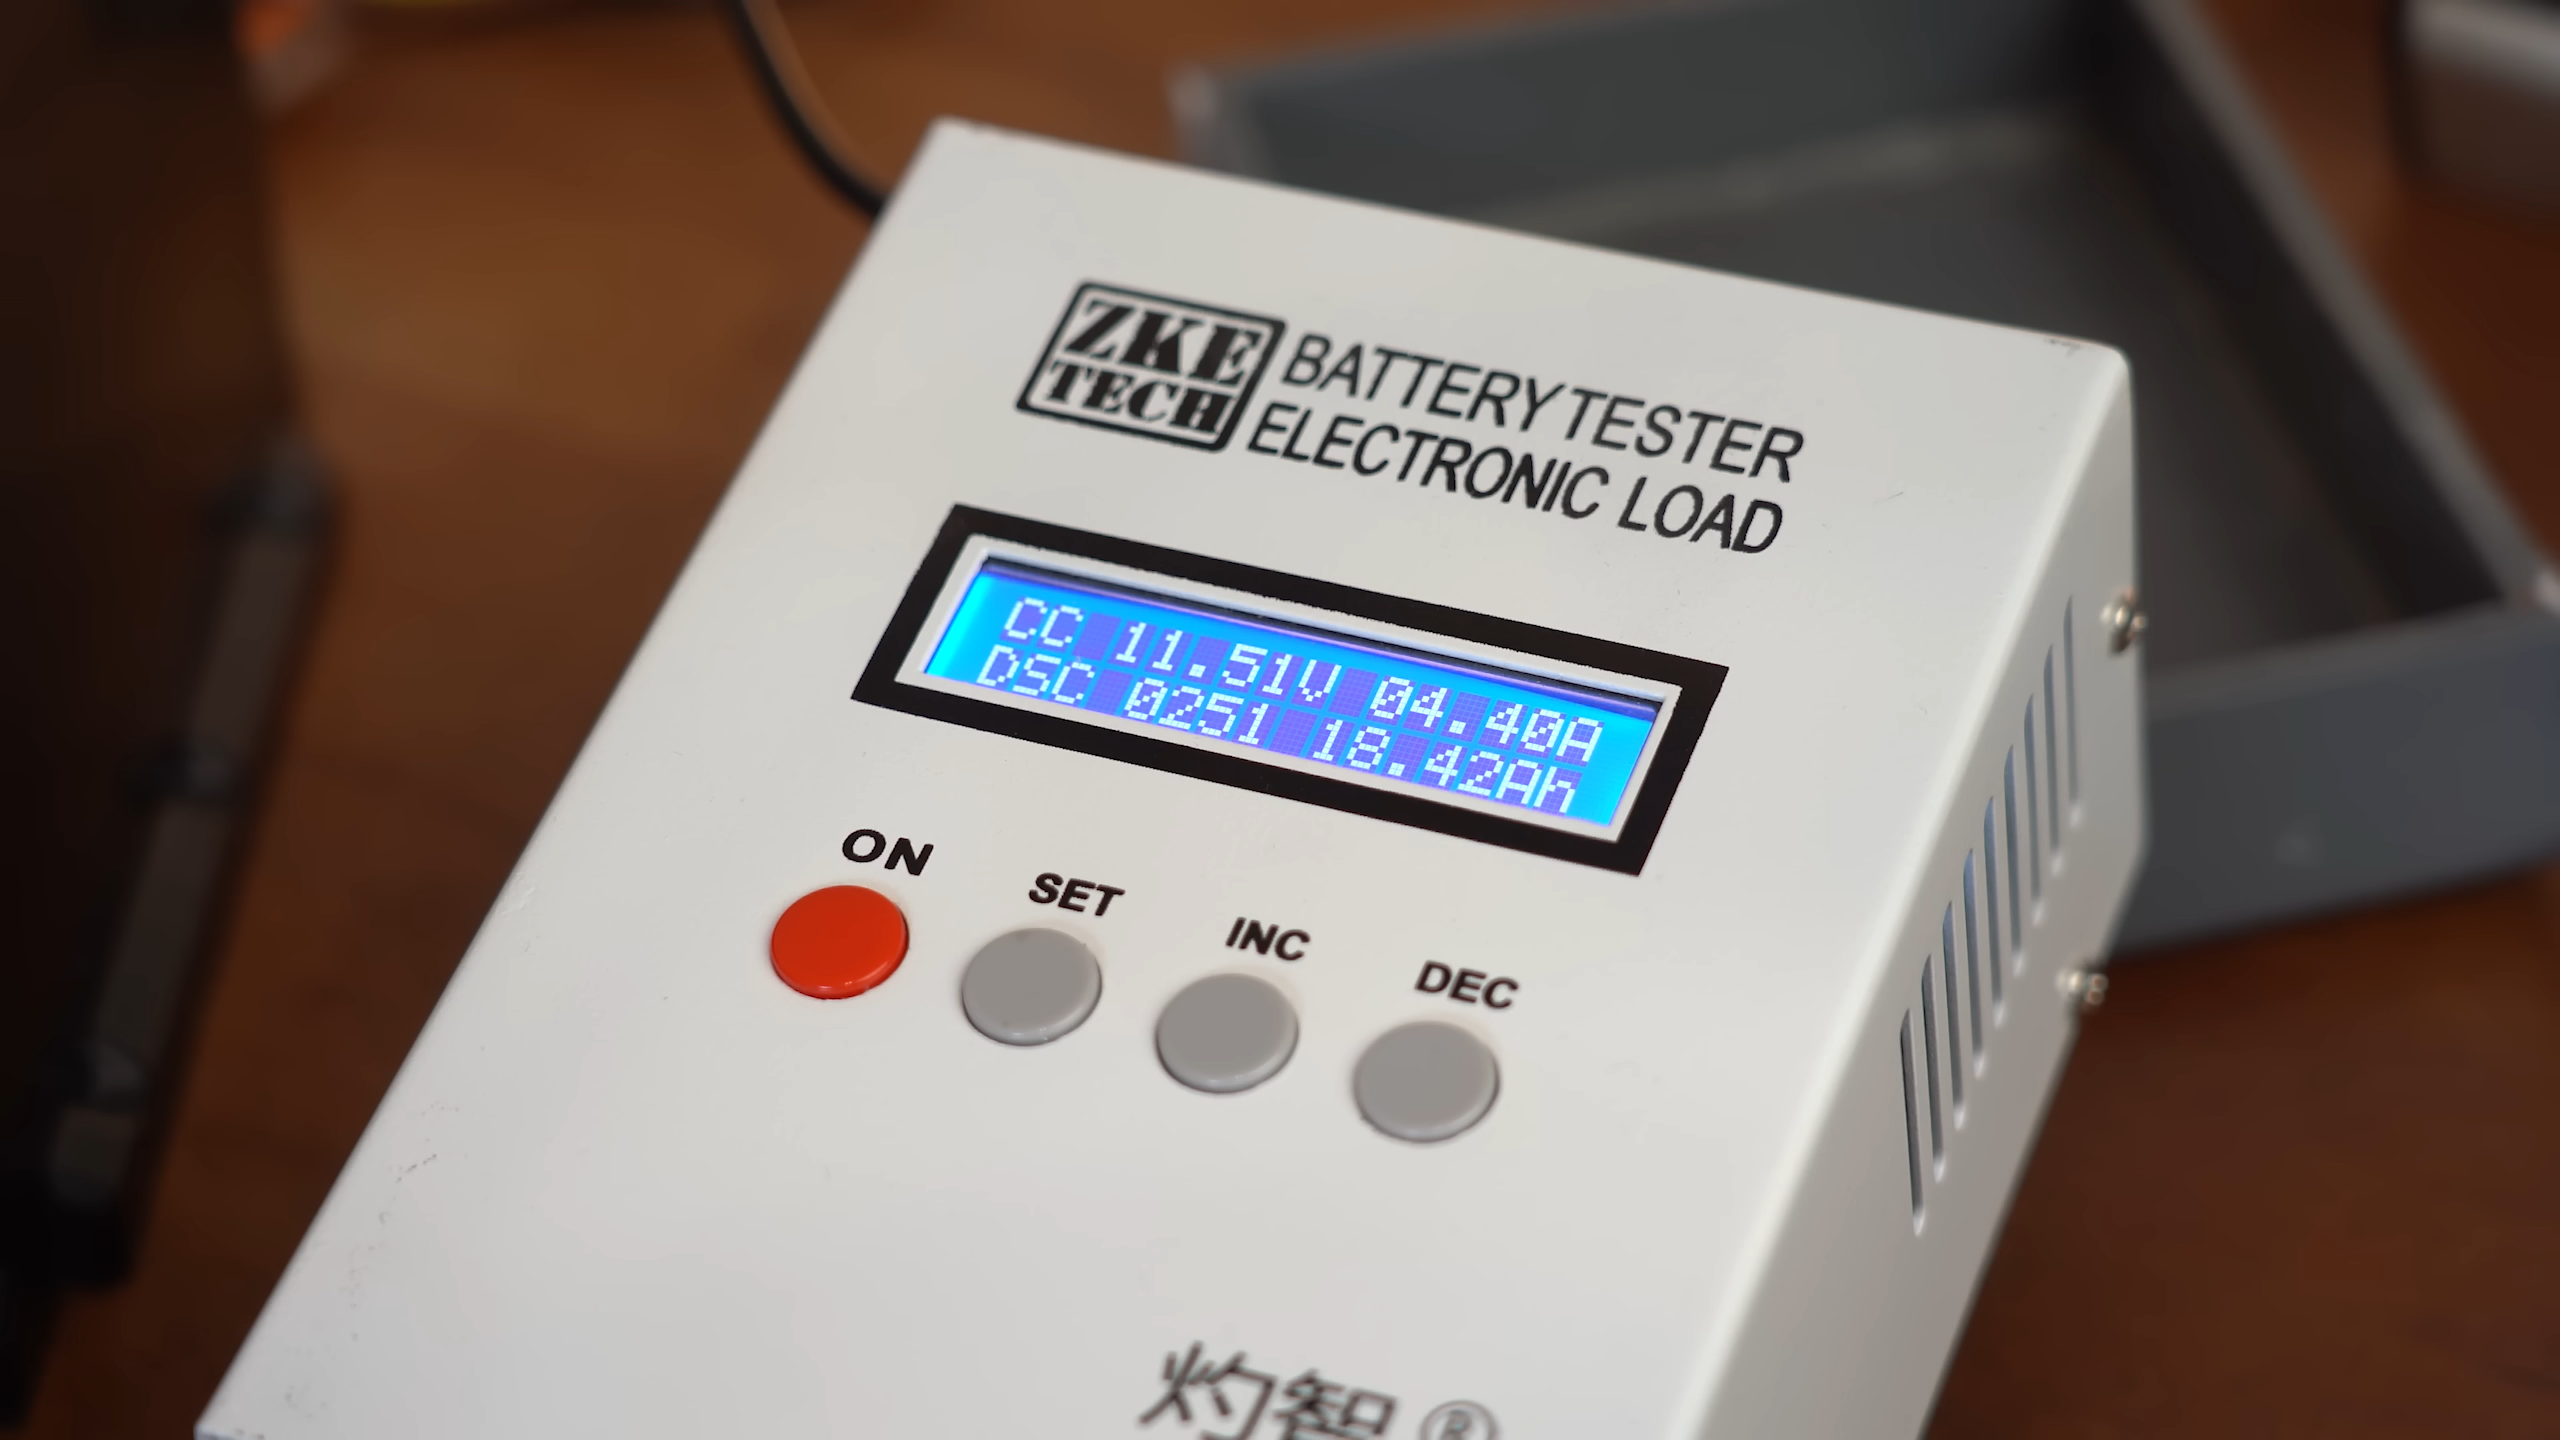 ZKE
TECH
BATTERY TESTER
ELECTRONIC LOAD
CC 11.51V 04.40A
DSC 0251 18.42Ah
ON
SET
INC
DEC
灼智®